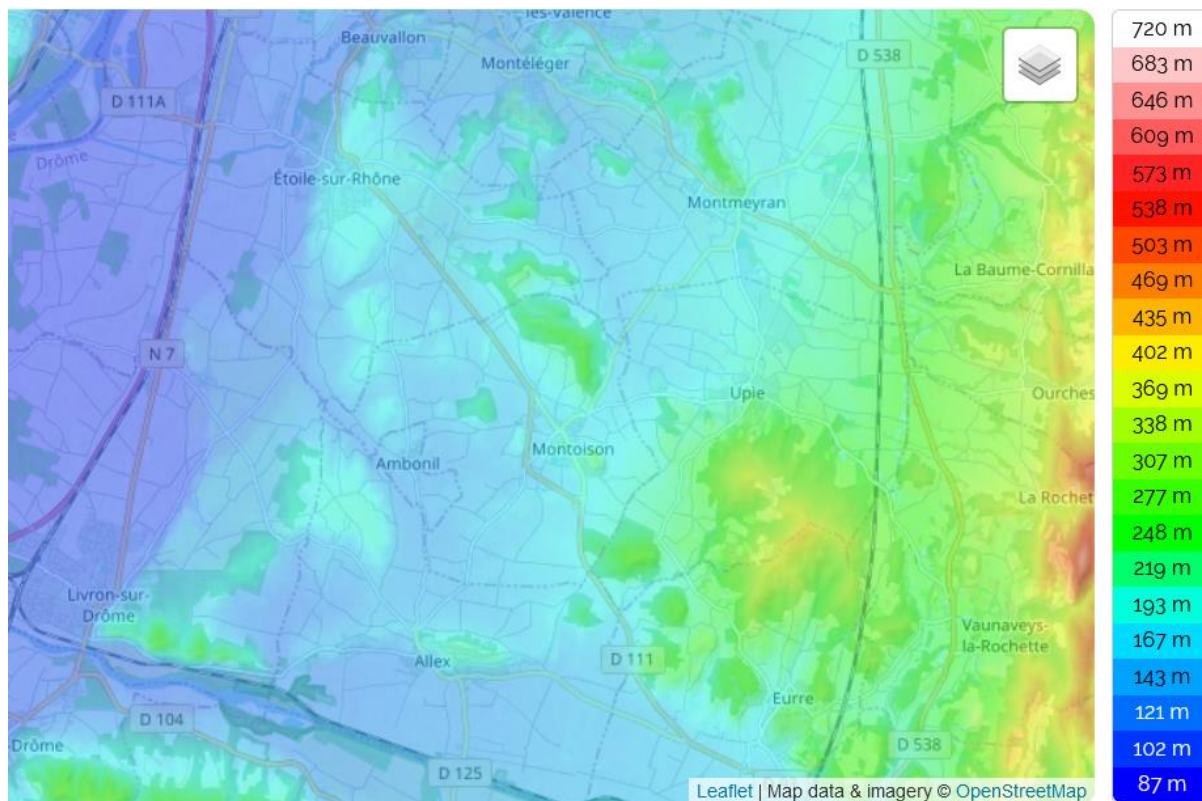 lès-Valence
Beauvallon
Montéléger
D 538
D 111A
Drôme
Étoile-sur-Rhône
Montmeyran
La Baume-Cornilla
N 7
Upie
Ourches
Montoison
Ambonil
La Rochet
Livron-sur-
Drôme
Vaunaveys-
la-Rochette
Allex
D 111
Eurre
D 104
-Drôme
D 538
D 125
Leaflet | Map data & imagery © OpenStreetMap
720 m
683 m
646 m
609 m
573 m
538 m
503 m
469 m
435 m
402 m
369 m
338 m
307 m
277 m
248 m
219 m
193 m
167 m
143 m
121 m
102 m
87 m